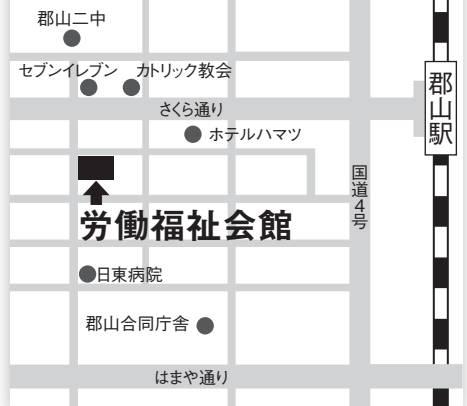 郡山二中
セブンイレブン
カトリック教会
さくら通り
ホテルハマツ
郡山駅
国道4号
労働福祉会館
日東病院
郡山合同庁舎
はまや通り